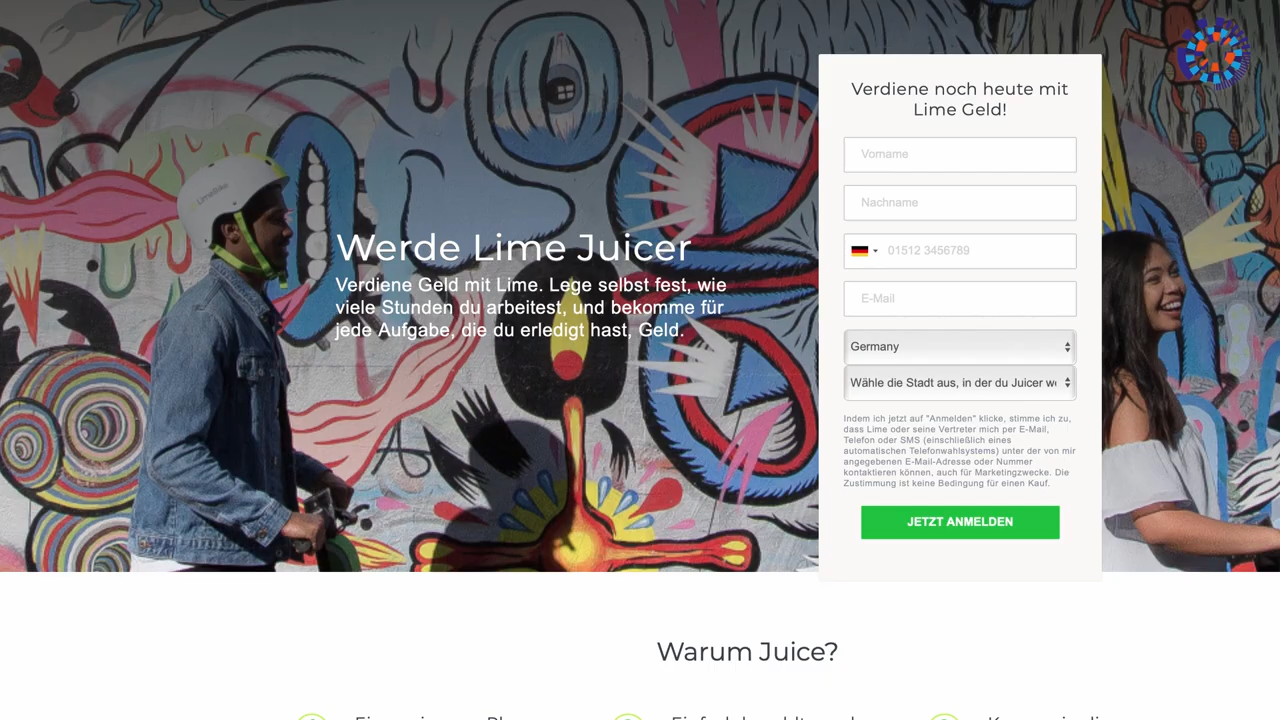 Verdiene noch heute mit
Lime Geld!
Vorname
Nachname
01512 3456789
E-Mail
Germany
Wähle die Stadt aus, in der du Juicer we
Indem ich jetzt auf "Anmelden" klicke, stimme ich zu,
dass Lime oder seine Vertreter mich per E-Mail,
Telefon oder SMS (einschließlich eines
automatischen Telefonwahlsystems) unter der von mir
angegebenen E-Mail-Adresse oder Nummer
kontaktieren können, auch für Marketingzwecke. Die
Zustimmung ist keine Bedingung für einen Kauf.
JETZT ANMELDEN
LimeBike
Werde Lime Juicer
Verdiene Geld mit Lime. Lege selbst fest, wie
viele Stunden du arbeitest, und bekomme für
jede Aufgabe, die du erledigt hast, Geld.
Warum Juice?